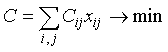 C = ∑ C_{ij} x_{ij} → min
i, j